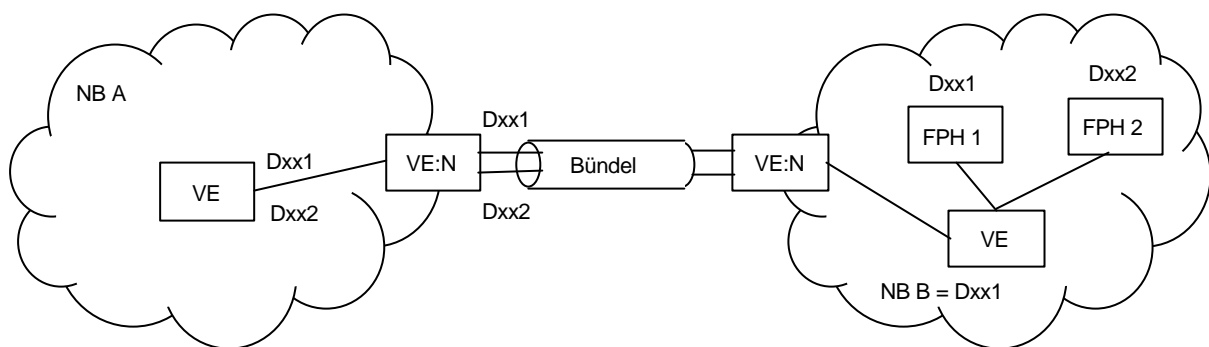 NB A
VE
Dxx1
Dxx2
VE:N
Dxx1
Dxx2
Bündel
VE:N
Dxx1
FPH 1
Dxx2
FPH 2
VE
NB B = Dxx1